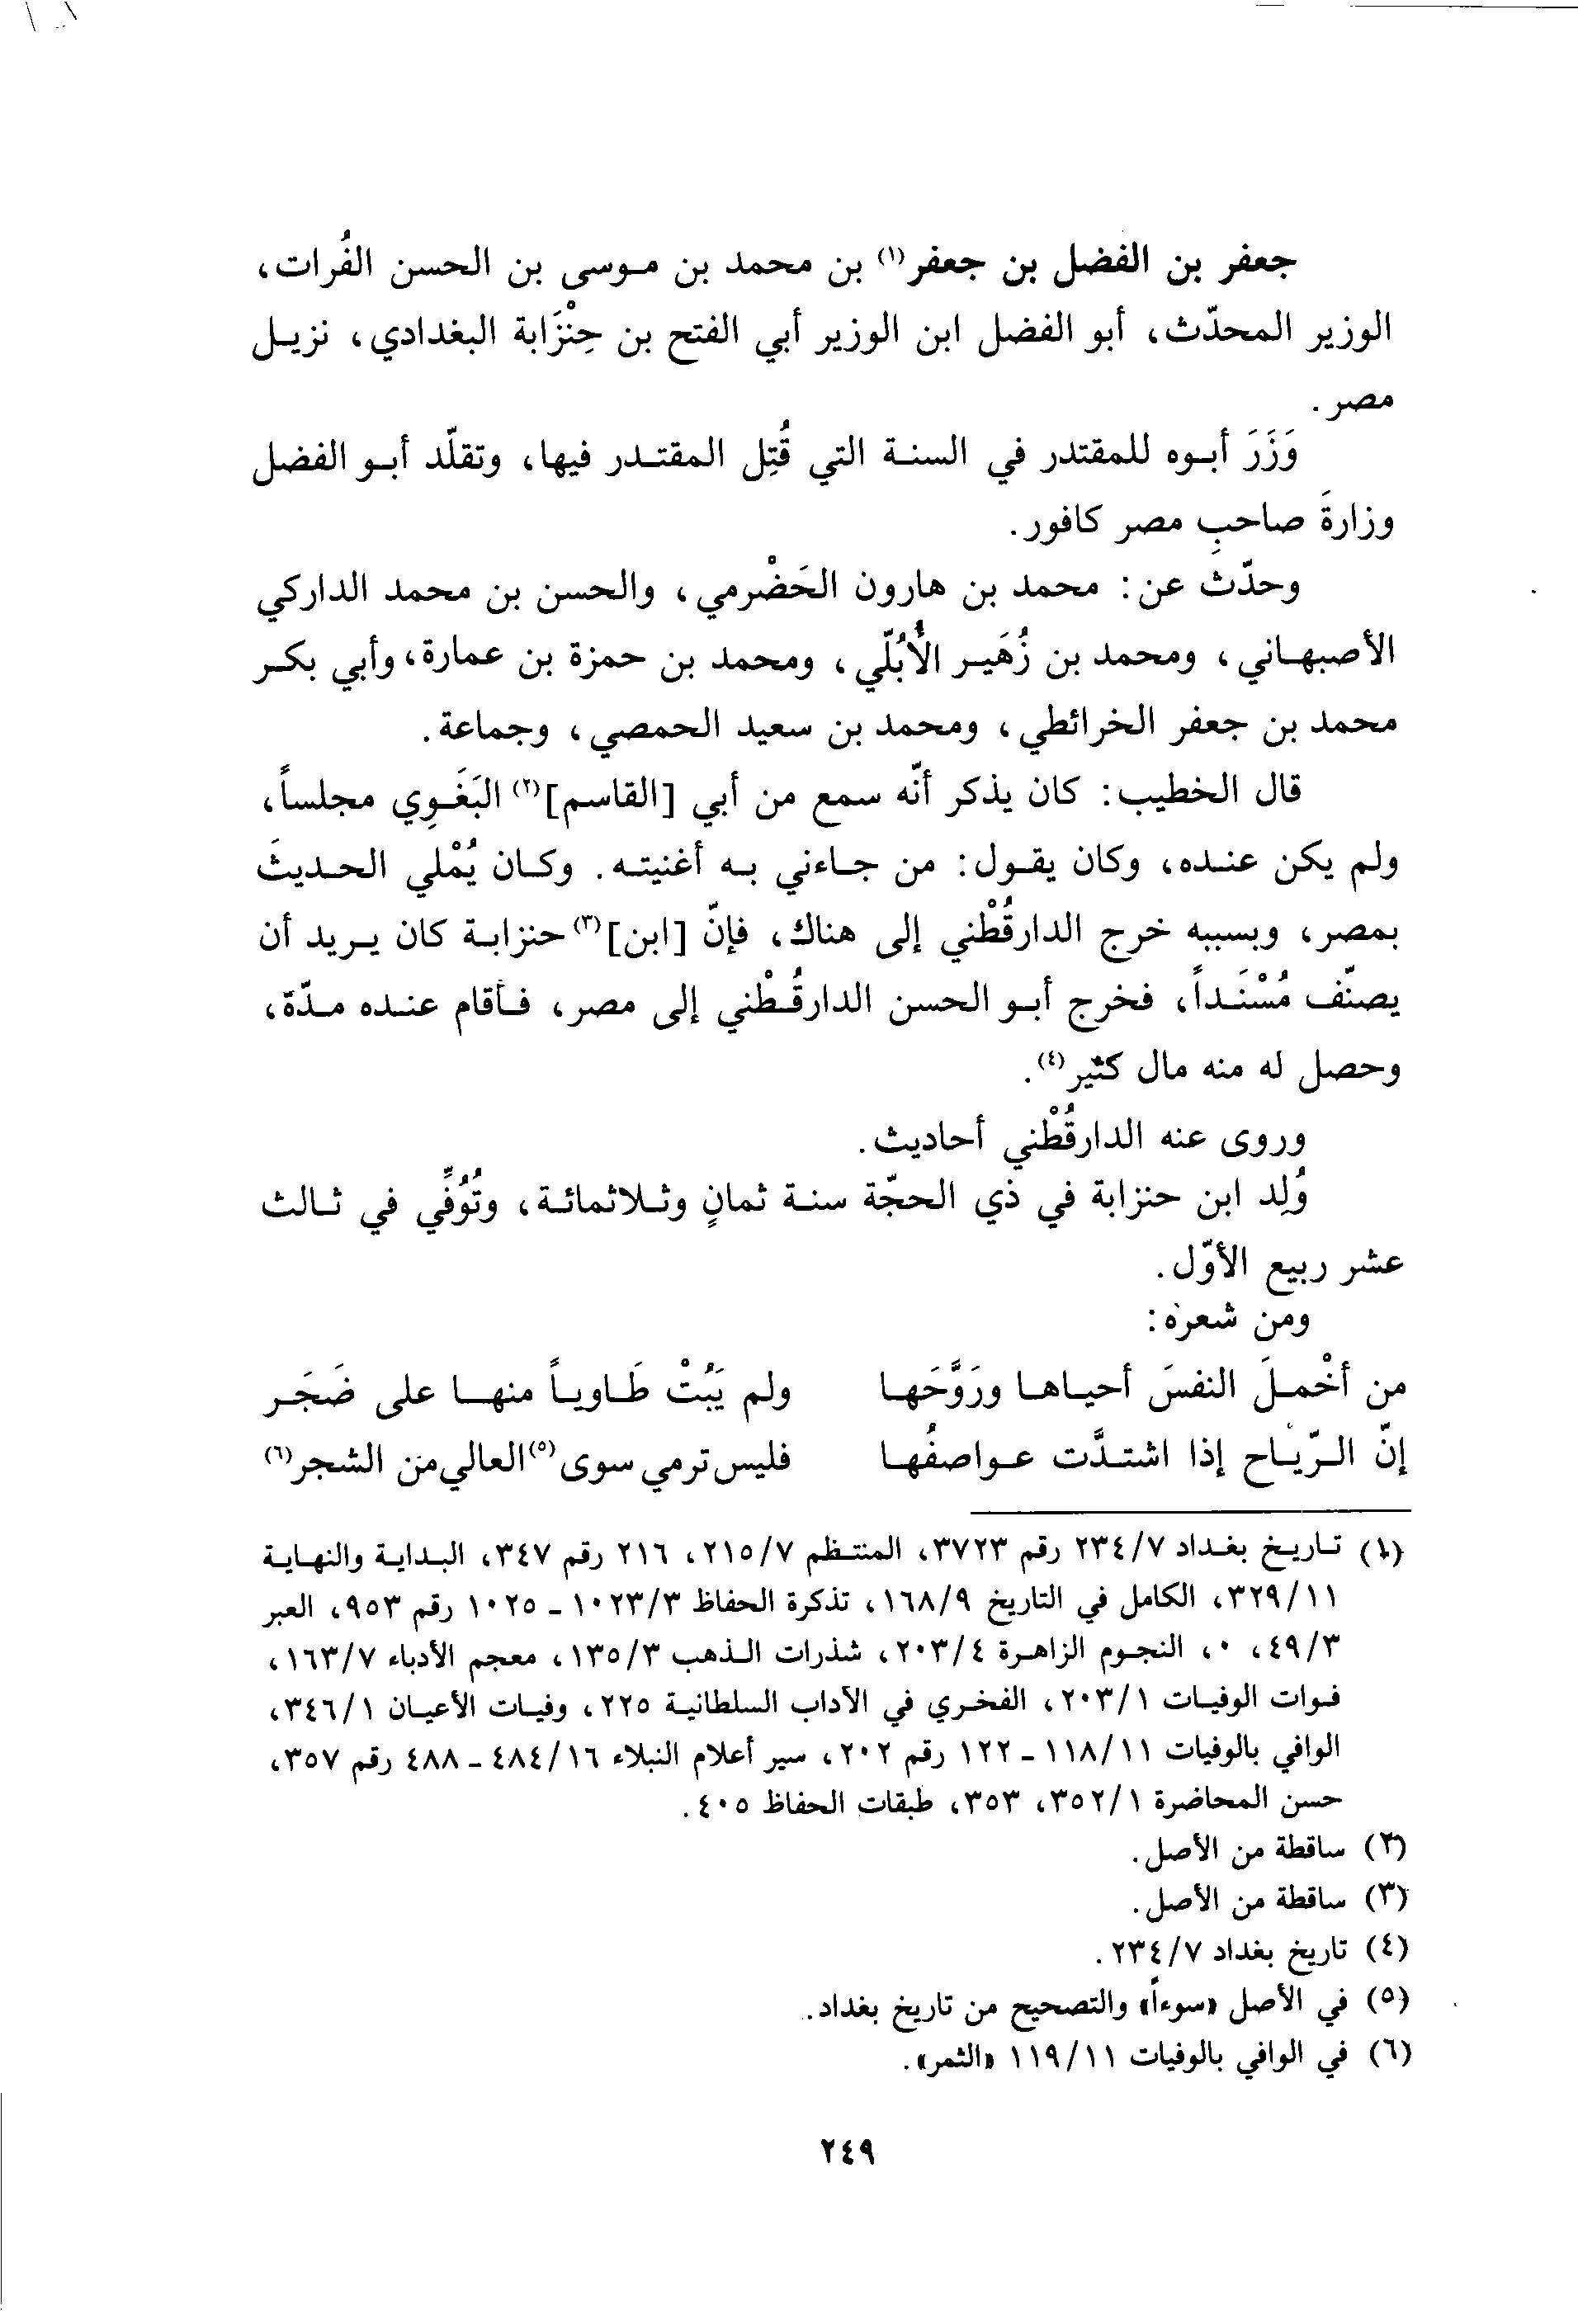 جعفر بن الفضل بن جعفر(١) بن محمد بن موسى بن الحسن الفُرات،
الوزير المحدّث، أبو الفضل ابن الوزير أبي الفتح بن حِنْزَابة البغدادي، نزيل
مصر.
وَزَرَ أبوه للمقتدر في السنة التي قُتِل المقتدر فيها، وتقلّد أبو الفضل
وزارةَ صاحبِ مصر كافور.
وحدّث عن: محمد بن هارون الحَضْرمي، والحسن بن محمد الداركي
الأصبهاني، ومحمد بن زُهَير الأُبُلّي، ومحمد بن حمزة بن عمارة، وأبي بكر
محمد بن جعفر الخرائطي، ومحمد بن سعيد الحمصي، وجماعة.
قال الخطيب: كان يذكر أنّه سمع من أبي [القاسم](٢) البَغَوِي مجلساً،
ولم يكن عنده، وكان يقول: من جاءني به أغنيته. وكان يُمْلي الحديثَ
بمصر، وبسببه خرج الدارقُطْني إلى هناك، فإنّ [ابن](٣) حنزابة كان يريد أن
يصنّف مُسْنَداً، فخرج أبو الحسن الدارقُطْني إلى مصر، فأقام عنده مدّة،
وحصل له منه مال كثير(٤).
وروى عنه الدارقُطْني أحاديث.
وُلِد ابن حنزابة في ذي الحجّة سنة ثمانٍ وثلاثمائة، وتُوُفِّي في ثالث
عشر ربيع الأوّل.
ومن شعره:
من أخْملَ النفسَ أحياها ورَوَّحَها ولم يَبُتْ طَاوياً منها على ضَجَر
إنّ الرّياح إذا اشتدَّت عواصفُها فليس ترمي سوى(٥) العالي من الشجر(٦)
(١) تاريخ بغداد ٢٣٤/٧ رقم ٣٧٢٣، المنتظم ٢١٥/٧، ٢١٦ رقم ٣٤٧، البداية والنهاية
٣٢٩/١١، الكامل في التاريخ ١٦٨/٩، تذكرة الحفاظ ١٠٢٣/٣ - ١٠٢٥ رقم ٩٥٣، العبر
٤٩/٣، ٠، النجوم الزاهرة ٢٠٣/٤، شذرات الذهب ١٣٥/٣، معجم الأدباء ١٦٣/٧،
فوات الوفيات ٢٠٣/١، الفخري في الآداب السلطانية ٢٢٥، وفيات الأعيان ٣٤٦/١،
الوافي بالوفيات ١١٨/١١ - ١٢٢ رقم ٢٠٢، سير أعلام النبلاء ٤٨٤/١٦ - ٤٨٨ رقم ٣٥٧،
حسن المحاضرة ٣٥٢/١، ٣٥٣، طبقات الحفاظ ٤٠٥.
(٢) ساقطة من الأصل.
(٣) ساقطة من الأصل.
(٤) تاريخ بغداد ٢٣٤/٧.
(٥) في الأصل «سوءاً» والتصحيح من تاريخ بغداد.
(٦) في الوافي بالوفيات ١١٩/١١ «الثمر».
٢٤٩